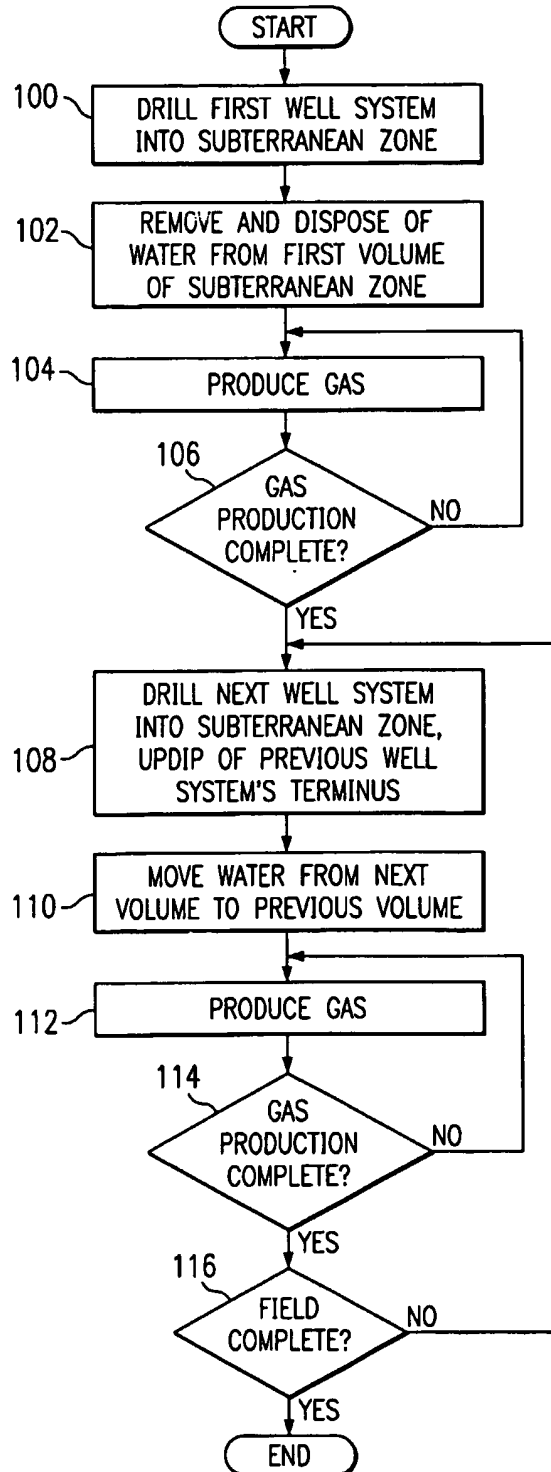 START
100
DRILL FIRST WELL SYSTEM
INTO SUBTERRANEAN ZONE
102
REMOVE AND DISPOSE OF
WATER FROM FIRST VOLUME
OF SUBTERRANEAN ZONE
104
PRODUCE GAS
106
GAS
PRODUCTION
COMPLETE?
NO
YES
108
DRILL NEXT WELL SYSTEM
INTO SUBTERRANEAN ZONE,
UPDIP OF PREVIOUS WELL
SYSTEM'S TERMINUS
110
MOVE WATER FROM NEXT
VOLUME TO PREVIOUS VOLUME
112
PRODUCE GAS
114
GAS
PRODUCTION
COMPLETE?
NO
YES
116
FIELD
COMPLETE?
NO
YES
END